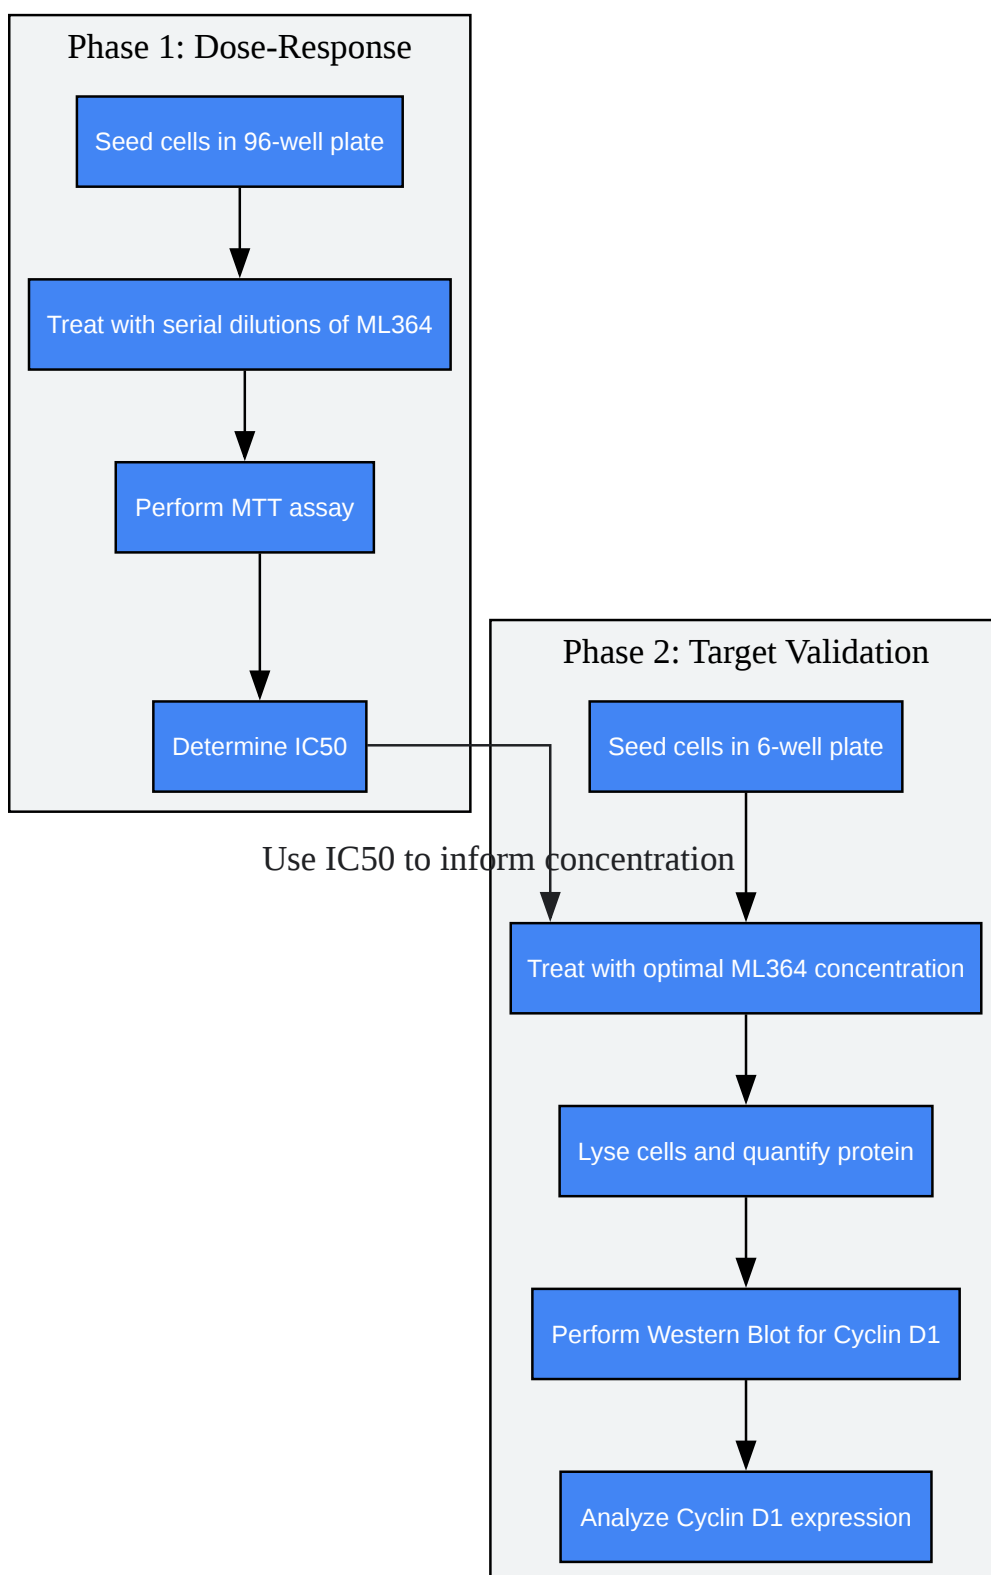 Phase 1: Dose-Response
Seed cells in 96-well plate
Treat with serial dilutions of ML364
Perform MTT assay
Determine IC50
Use IC50 to inform concentration
Phase 2: Target Validation
Seed cells in 6-well plate
Treat with optimal ML364 concentration
Lyse cells and quantify protein
Perform Western Blot for Cyclin D1
Analyze Cyclin D1 expression